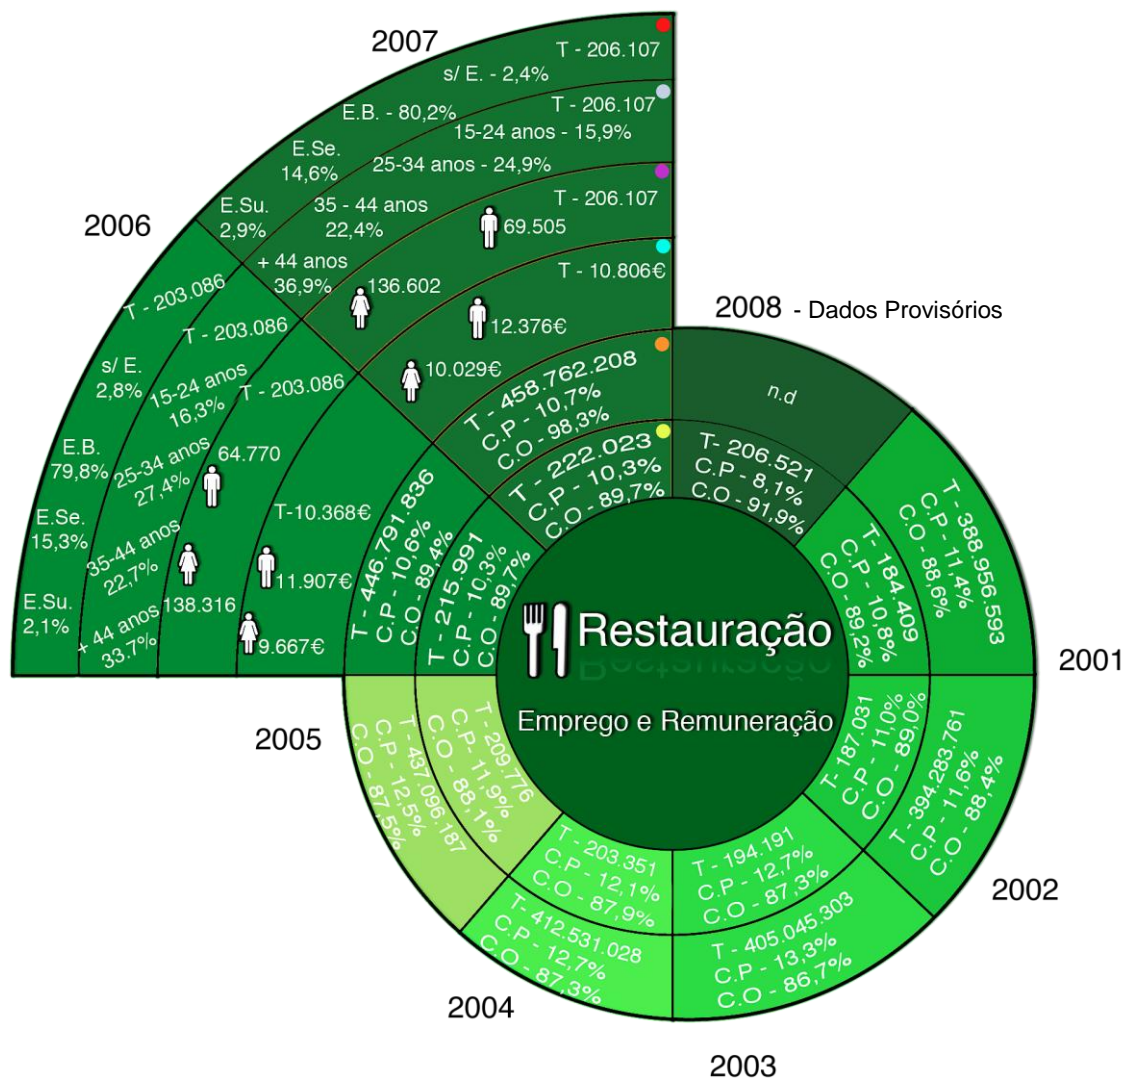 2007
T - 206.107
s/ E. - 2,4%
E.B. - 80,2%
E.Se.
14,6%
E.Su.
2,9%
T - 206.107
15-24 anos - 15,9%
25-34 anos - 24,9%
35 - 44 anos
22,4%
+ 44 anos
36,9%
T - 206.107
69.505
136.602
T - 10.806€
12.376€
10.029€
T - 458.762.208
C.P - 10,7%
C.O - 98,3%
T - 222.023
C.P - 10,3%
C.O - 89,7%
2006
T - 203.086
s/ E.
2,8%
E.B.
79,8%
E.Se.
15,3%
E.Su.
2,1%
T - 203.086
15-24 anos
16,3%
25-34 anos
27,4%
35-44 anos
22,7%
+ 44 anos
33.7%
T - 203.086
64.770
138.316
T-10.368€
11.907€
9.667€
T - 446.791.836
C.P - 10,6%
C.O - 89,4%
T - 215.991
C.P - 10,3%
C.O - 89,7%
2008 - Dados Provisórios
n.d
T- 206.521
C.P - 8,1%
C.O - 91,9%
T - 388.956.593
C.P - 11,4%
C.O - 88,6%
T- 184.409
C.P - 10,8%
C.O - 89,2%
2001
Restauração
Emprego e Remuneração
T- 187.031
C.P - 11,0%
C.O - 89,0%
T - 394.283.761
C.P - 11,6%
C.O - 88,4%
2002
T - 194.191
C.P - 12,7%
C.O - 87,3%
T - 405.045.303
C.P - 13,3%
C.O - 86,7%
2003
T - 203.351
C.P - 12,1%
C.O - 87,9%
T- 412.531.028
C.P - 12,7%
C.O - 87,3%
2004
T - 209.776
C.P - 11,9%
C.O - 88,1%
T - 437.096.187
C.P - 12,5%
C.O - 87,5%
2005